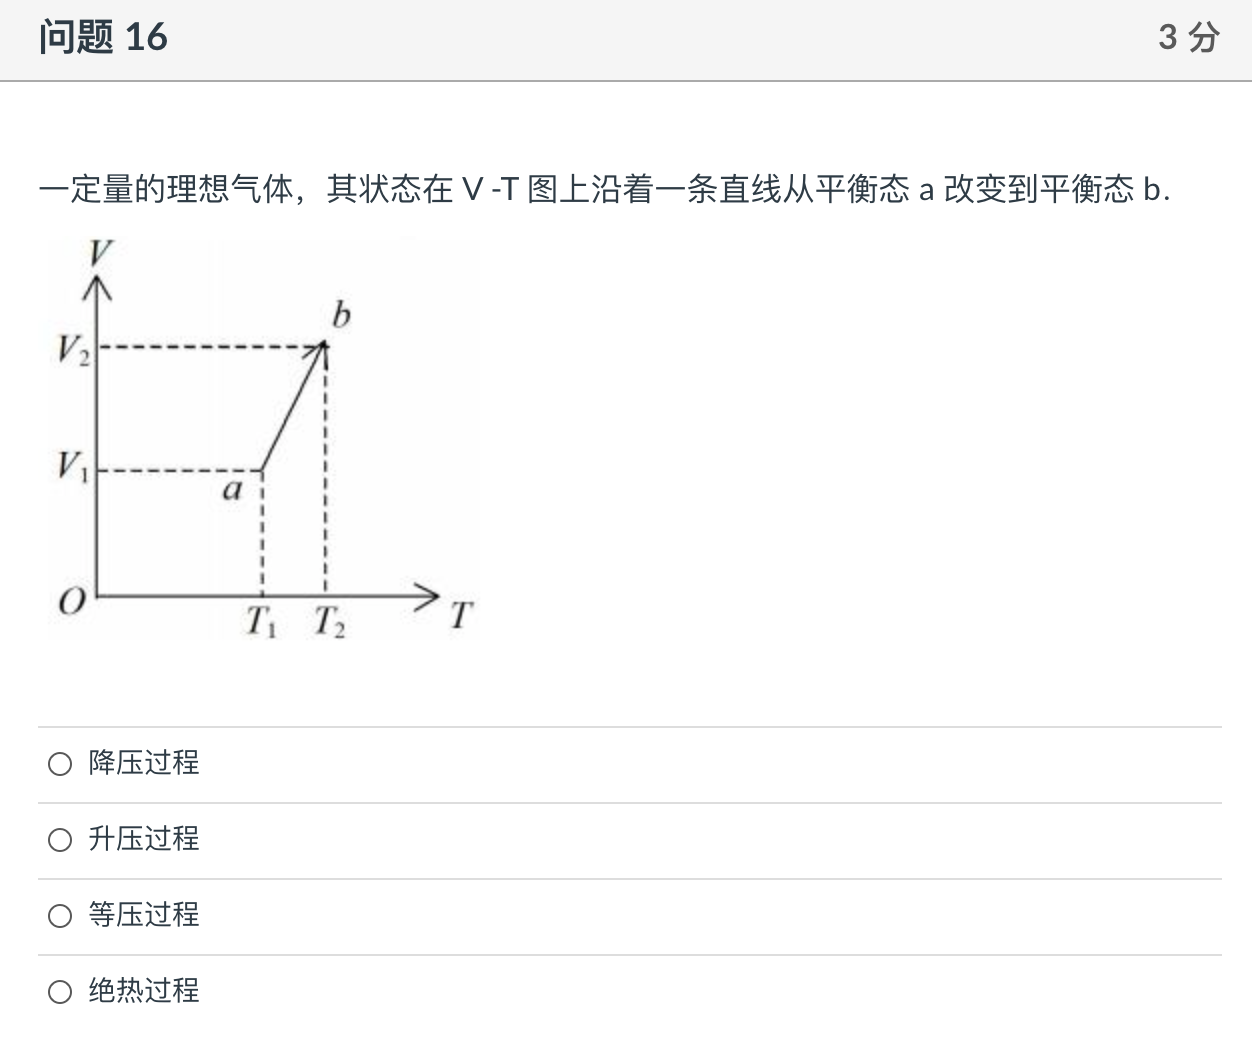 问题 16
3 分
一定量的理想气体，其状态在 V -T 图上沿着一条直线从平衡态 a 改变到平衡态 b.
V
b
V₂
V₁
a
O
T₁ T₂
T
降压过程
升压过程
等压过程
绝热过程